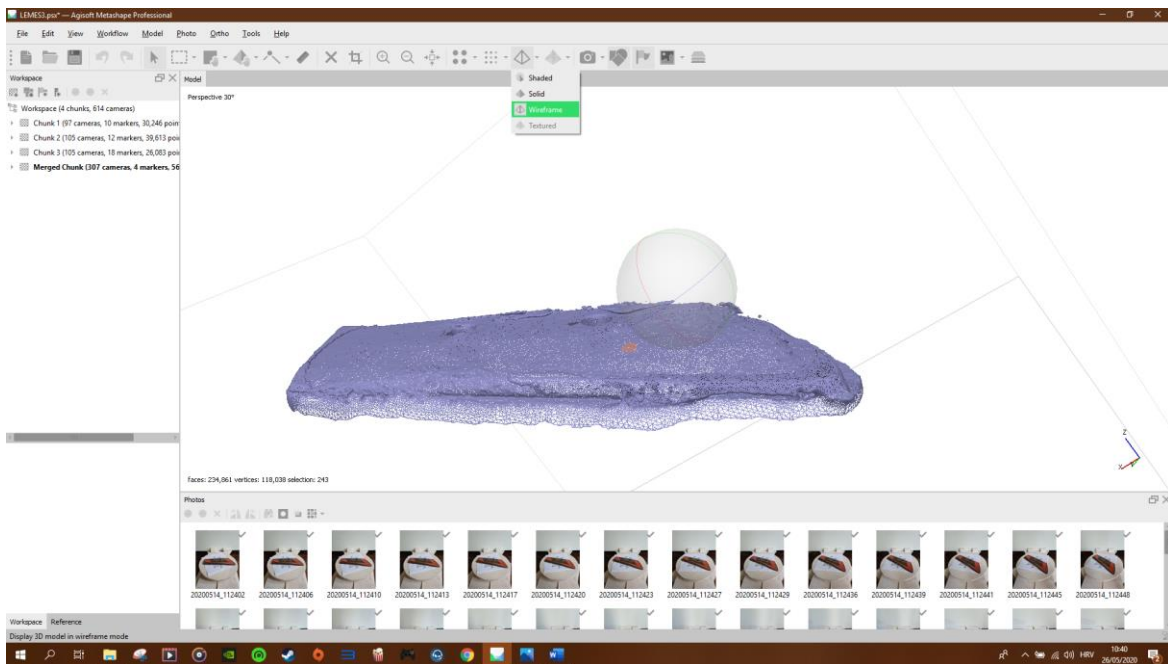 LEMES3.psx* — Agisoft Metashape Professional
File Edit View Workflow Model Photo Ortho Tools Help
Workspace
Model
Workspace (4 chunks, 614 cameras)
Chunk 1 (97 cameras, 10 markers, 30,246 poin
Chunk 2 (105 cameras, 12 markers, 39,613 poi
Chunk 3 (105 cameras, 18 markers, 26,083 poi
Merged Chunk (307 cameras, 4 markers, 56
Perspective 30°
Shaded
Solid
Wireframe
Textured
Z
X
faces: 234,861 vertices: 118,038 selection: 243
Photos
20200514_112402 20200514_112406 20200514_112410 20200514_112413 20200514_112417 20200514_112420 20200514_112423 20200514_112427 20200514_112429 20200514_112436 20200514_112439 20200514_112441 20200514_112445 20200514_112448
Workspace Reference
Display 3D model in wireframe mode
HRV
10:40
26/05/2020